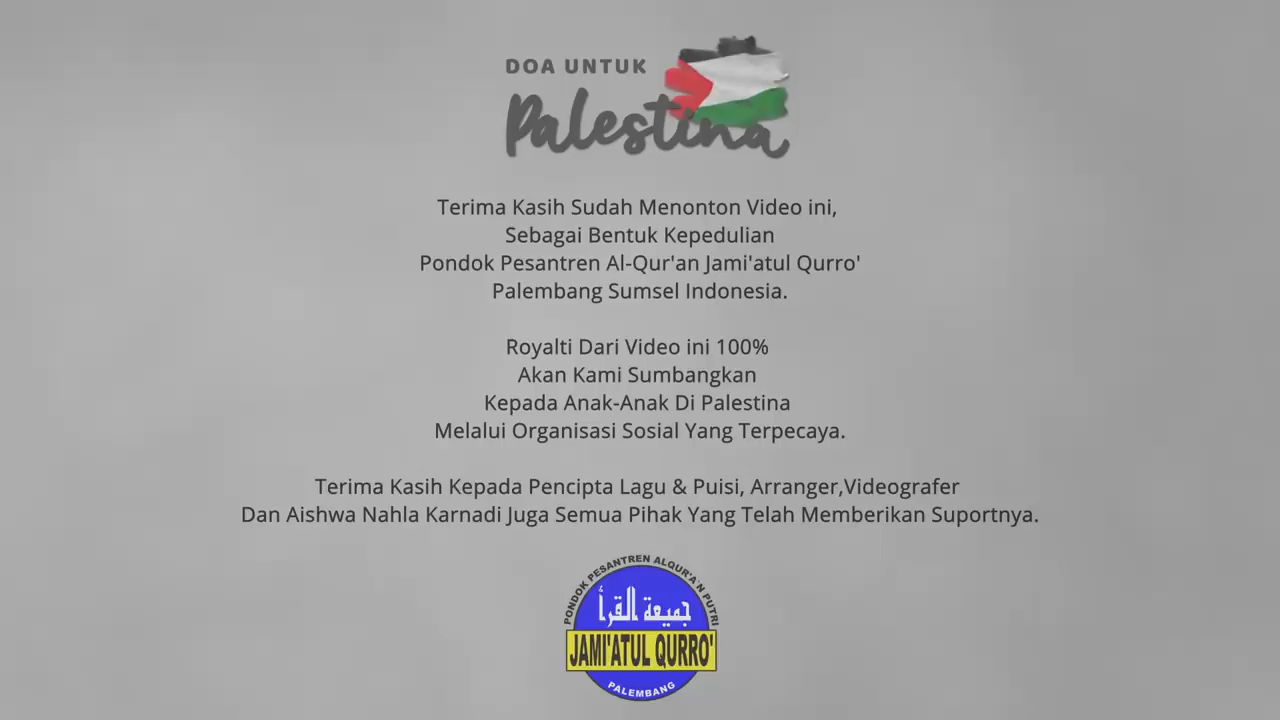 DOA UNTUK
Palestina
Terima Kasih Sudah Menonton Video ini,
Sebagai Bentuk Kepedulian
Pondok Pesantren Al-Qur'an Jami'atul Qurro'
Palembang Sumsel Indonesia.
Royalti Dari Video ini 100%
Akan Kami Sumbangkan
Kepada Anak-Anak Di Palestina
Melalui Organisasi Sosial Yang Terpecaya.
Terima Kasih Kepada Pencipta Lagu & Puisi, Arranger,Videografer
Dan Aishwa Nahla Karnadi Juga Semua Pihak Yang Telah Memberikan Suportnya.
PONDOK PESANTREN ALQUR'A'N PUTRI
جميعة القرأ
JAMI'ATUL QURRO'
PALEMBANG